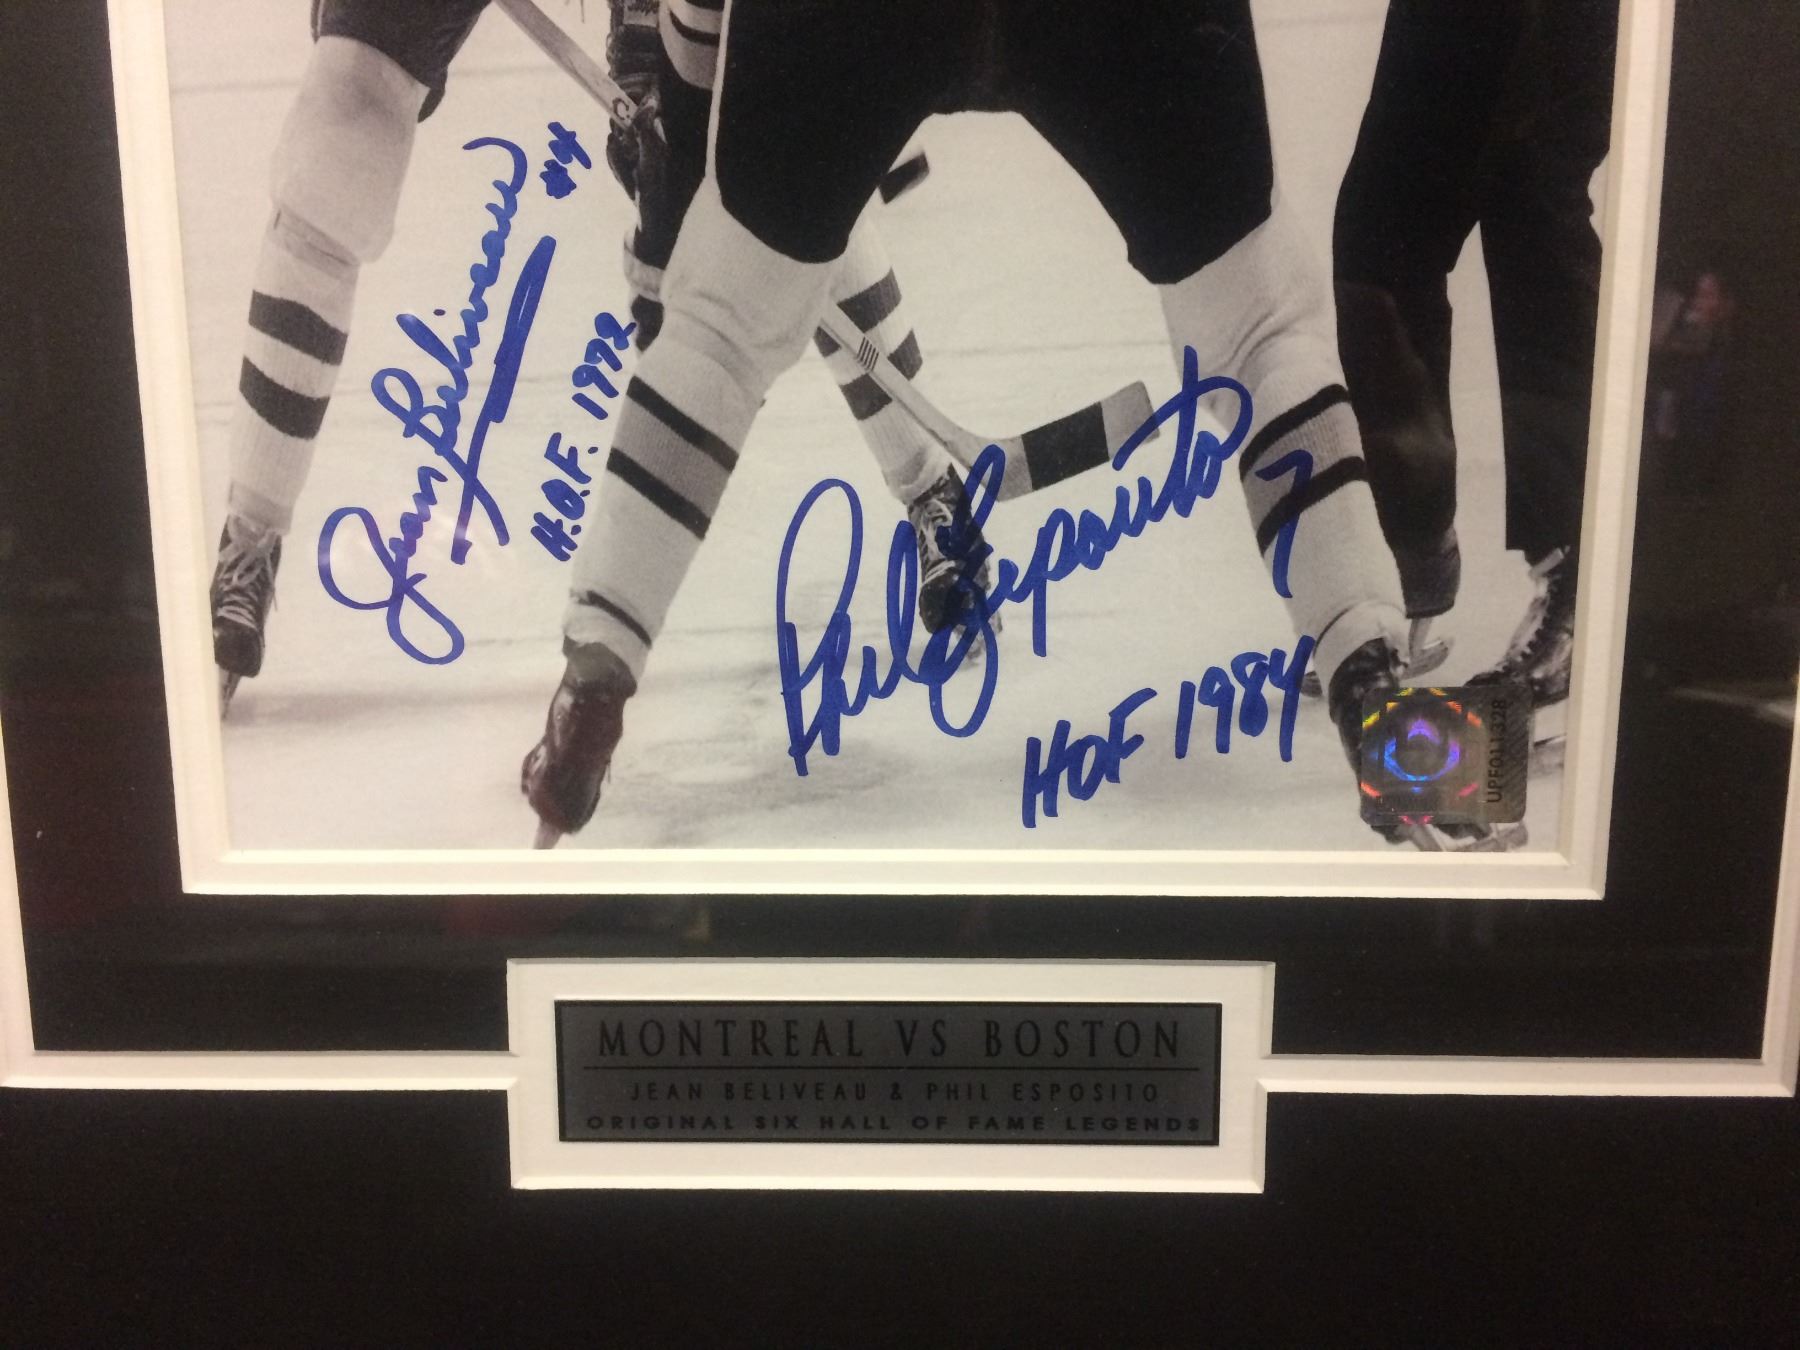 Jean Beliveau #4
H.O.F. 1972
Phil Esposito 7
HOF 1984
UPF011328
MONTREAL VS BOSTON
JEAN BELIVEAU & PHIL ESPOSITO
ORIGINAL SIX HALL OF FAME LEGENDS